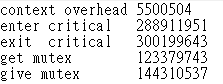 context overhead 5500504
enter critical 288911951
exit  critical 300199643
get mutex      123379743
give mutex     144310537